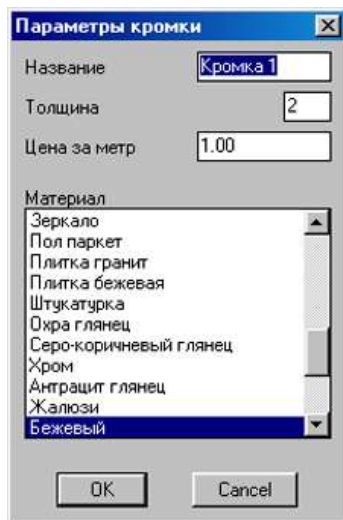 Параметры кромки
Название Кромка 1
Толщина 2
Цена за метр 1.00
Материал
Зеркало
Пол паркет
Плитка гранит
Плитка бежевая
Штукатурка
Охра глянец
Серо-коричневый глянец
Хром
Антрацит глянец
Жалюзи
Бежевый
OK Cancel